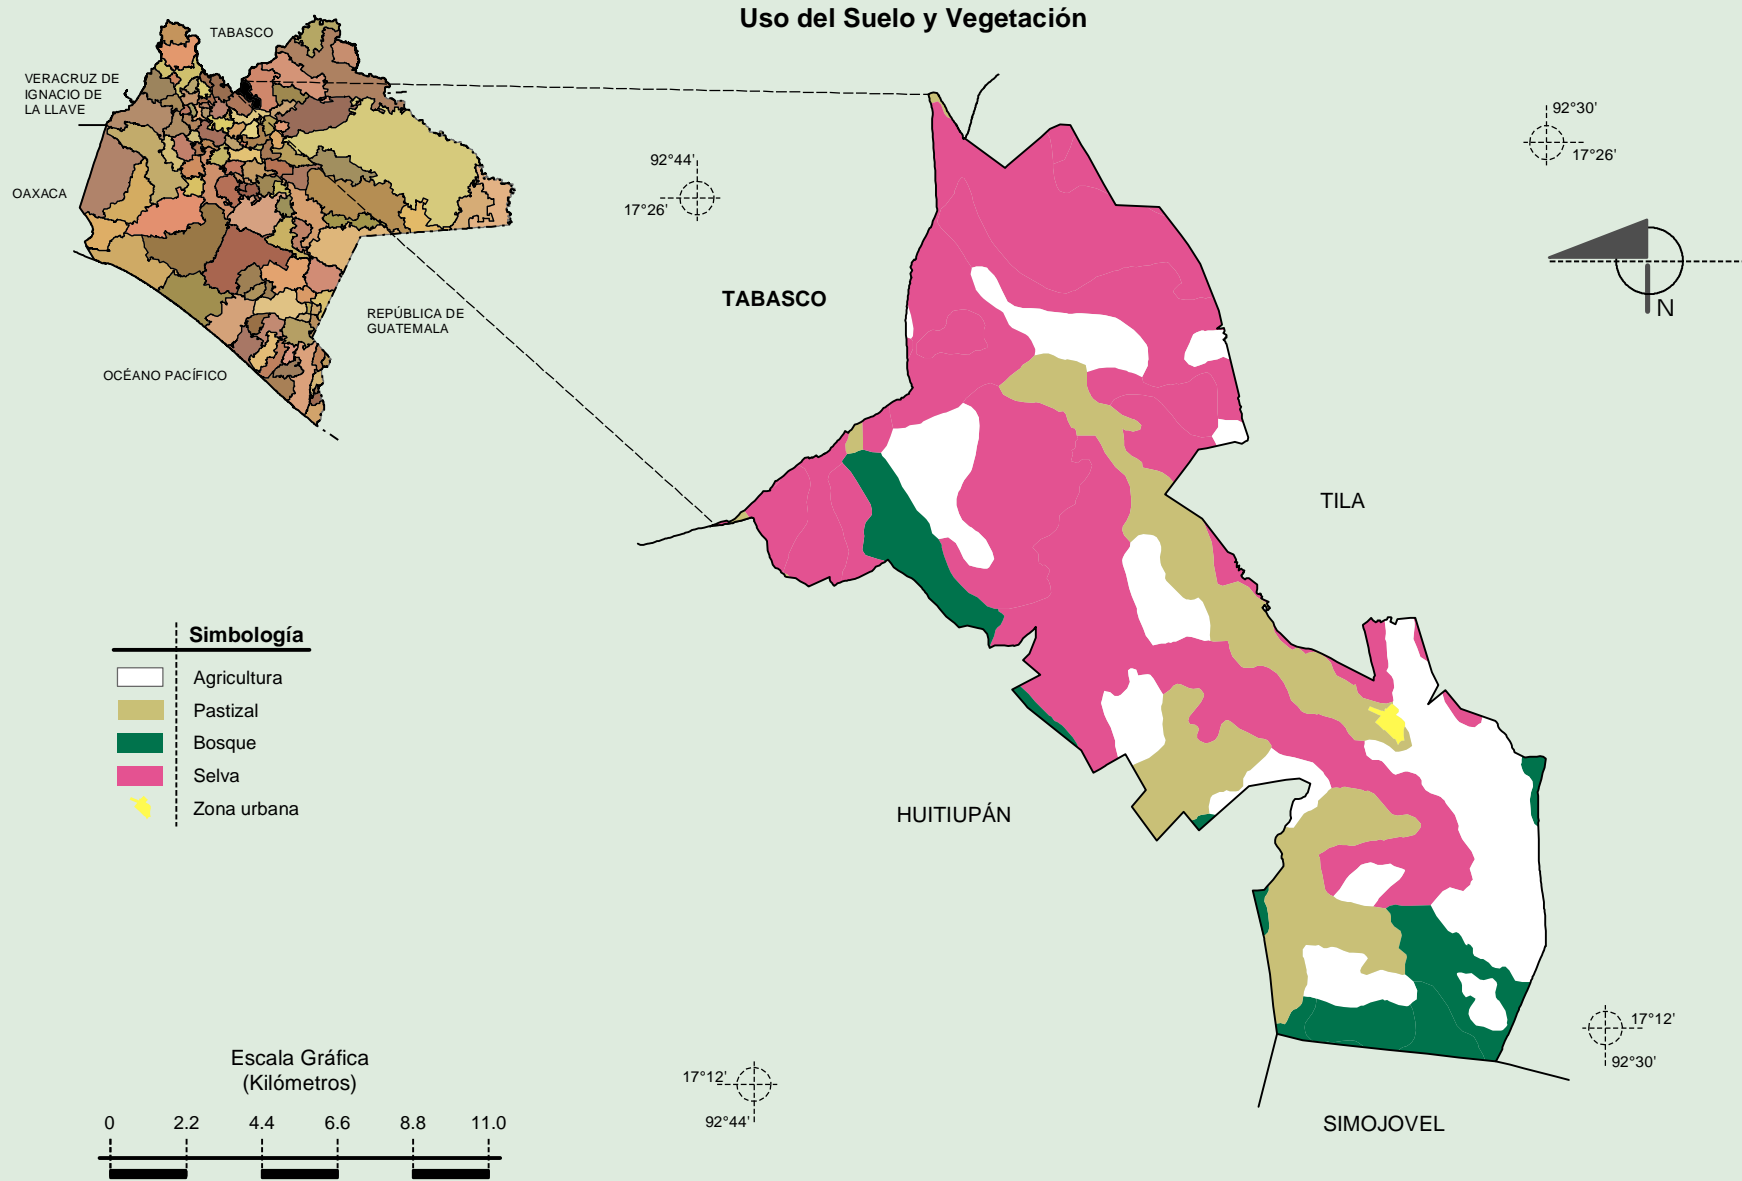 Uso del Suelo y Vegetación
TABASCO
VERACRUZ DE
IGNACIO DE
LA LLAVE
OAXACA
REPÚBLICA DE
GUATEMALA
OCÉANO PACÍFICO
92°44'
17°26'
92°30'
17°26'
N
TABASCO
TILA
HUITIUPÁN
SIMOJOVEL
Simbología
Agricultura
Pastizal
Bosque
Selva
Zona urbana
Escala Gráfica
(Kilómetros)
0 2.2 4.4 6.6 8.8 11.0
17°12'
92°44'
17°12'
92°30'